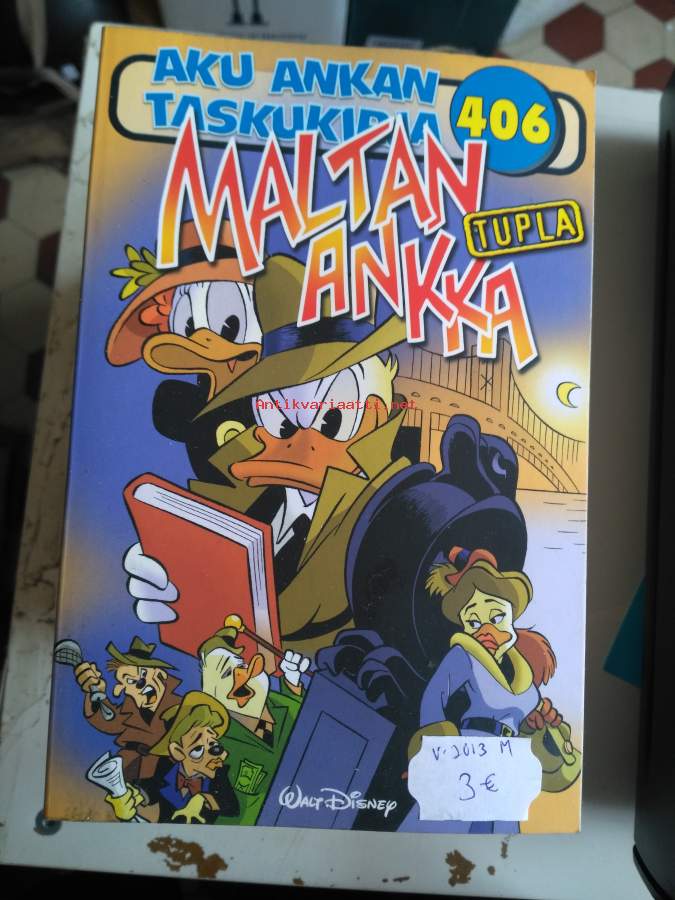 AKU ANKAN
TASKUKIRJA
406
MALTAN
ANKKA
TUPLA
Antikvariaatti.net
WALT DISNEY
V. 2013 M
3 €